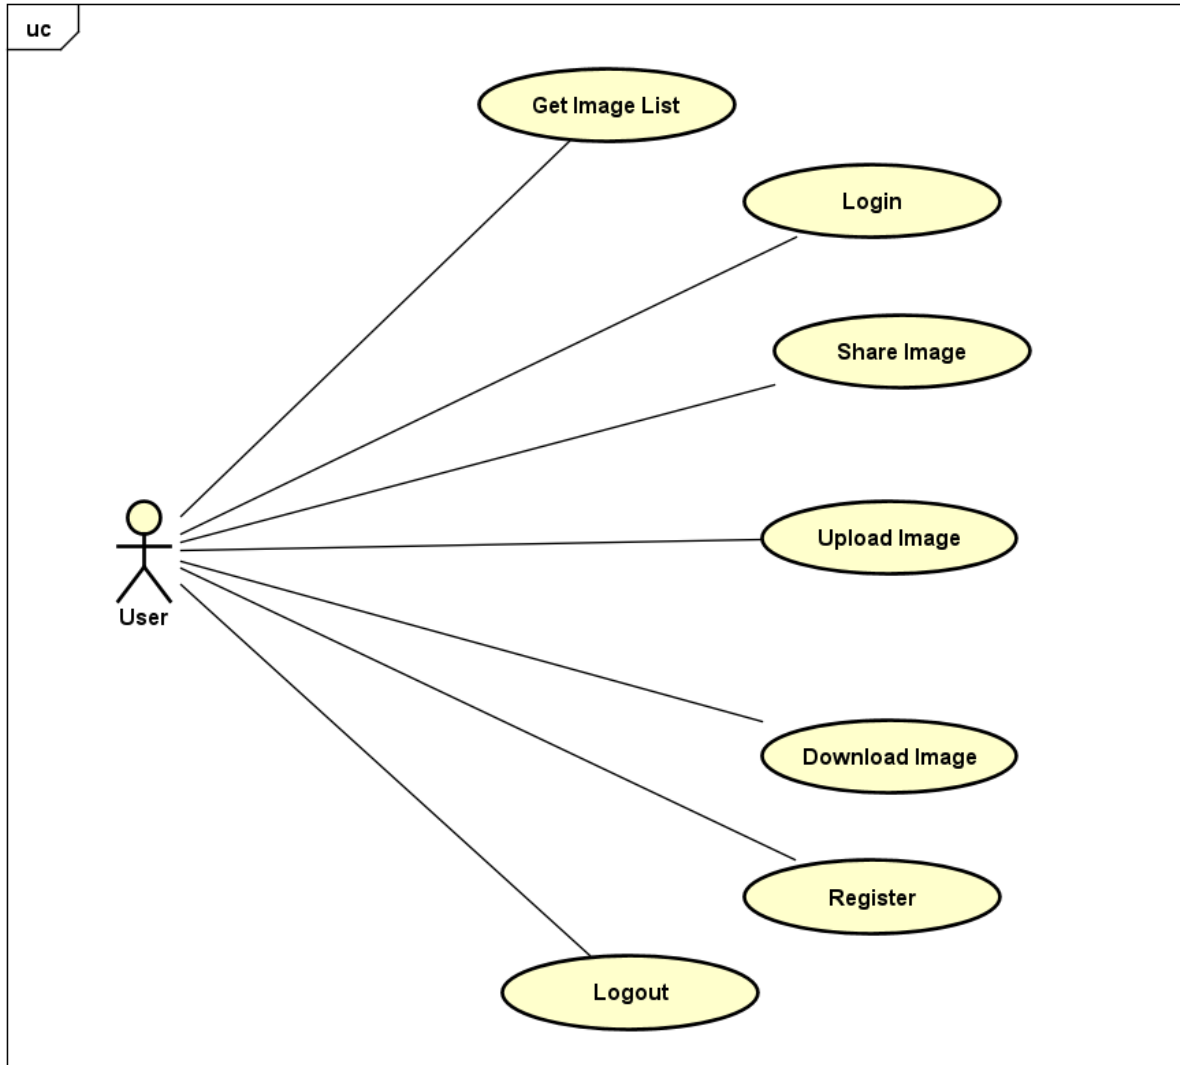 uc
Get Image List
Login
Share Image
Upload Image
User
Download Image
Register
Logout